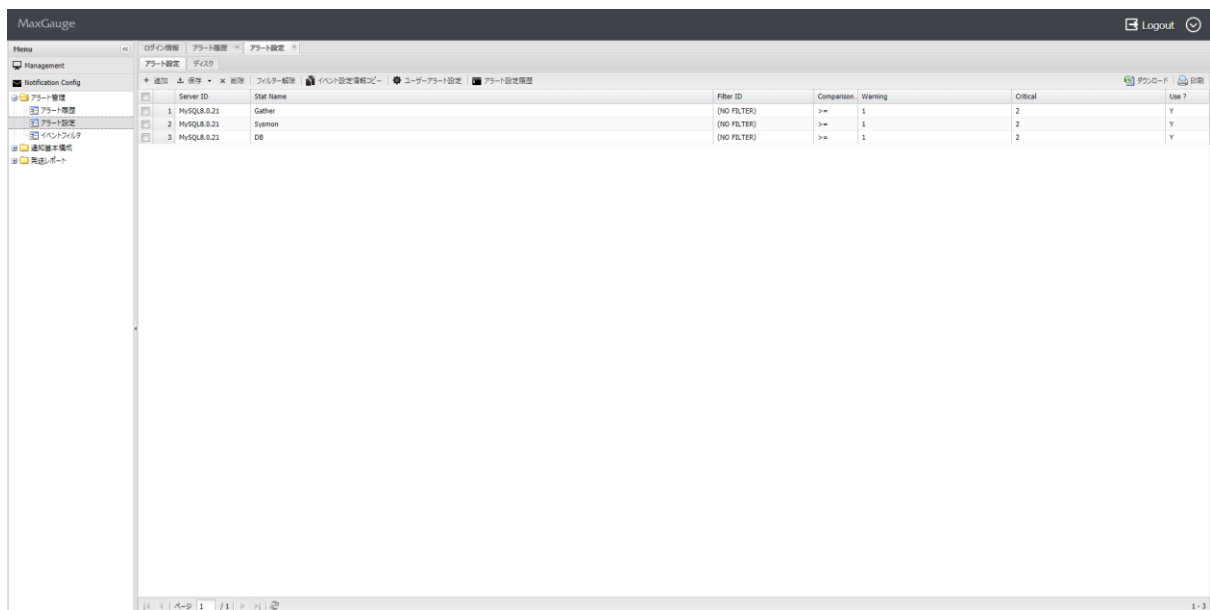 MaxGauge
Logout
Menu
ログイン情報 アラート履歴 アラート設定
Management
アラート設定 ディスク
Notification Config
追加 保存 削除 フィルター解除 イベント設定情報コピー ユーザーアラート設定 アラート設定履歴 ダウンロード 印刷
アラート管理
アラート履歴
アラート設定
イベントフィルタ
通知基本構成
発送レポート
Server ID Stat Name Filter ID Comparison.. Warning Critical Use ?
1 MySQL8.0.21 Gather (NO FILTER) >= 1 2 Y
2 MySQL8.0.21 Sysmon (NO FILTER) >= 1 2 Y
3 MySQL8.0.21 DB (NO FILTER) >= 1 2 Y
ページ 1 / 1
1 - 3